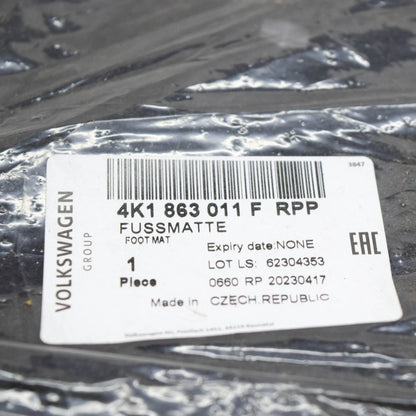 3847
4K1 863 011 F RPP
FUSSMATTE
FOOT MAT
Expiry date:NONE
1
LOT LS: 62304353
Piece
0660 RP 20230417
Made in CZECH.REPUBLIC
VOLKSWAGEN
GROUP
EAC